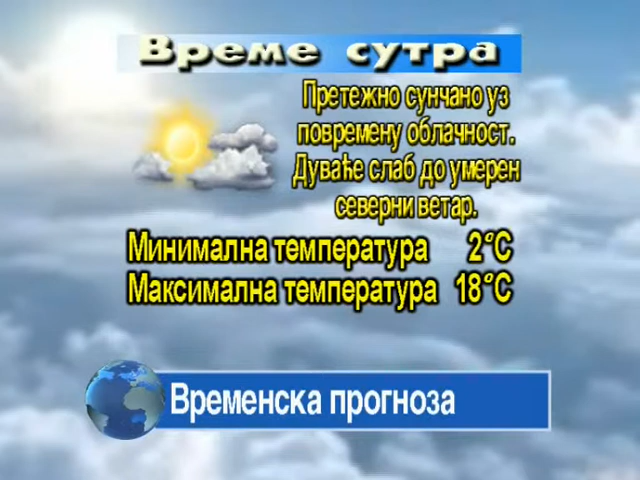 Време сутра
Претежно сунчано уз
повремену облачност.
Дуваће слаб до умерен
северни ветар.
Минимална температура 2°C
Максимална температура 18°C
Временска прогноза